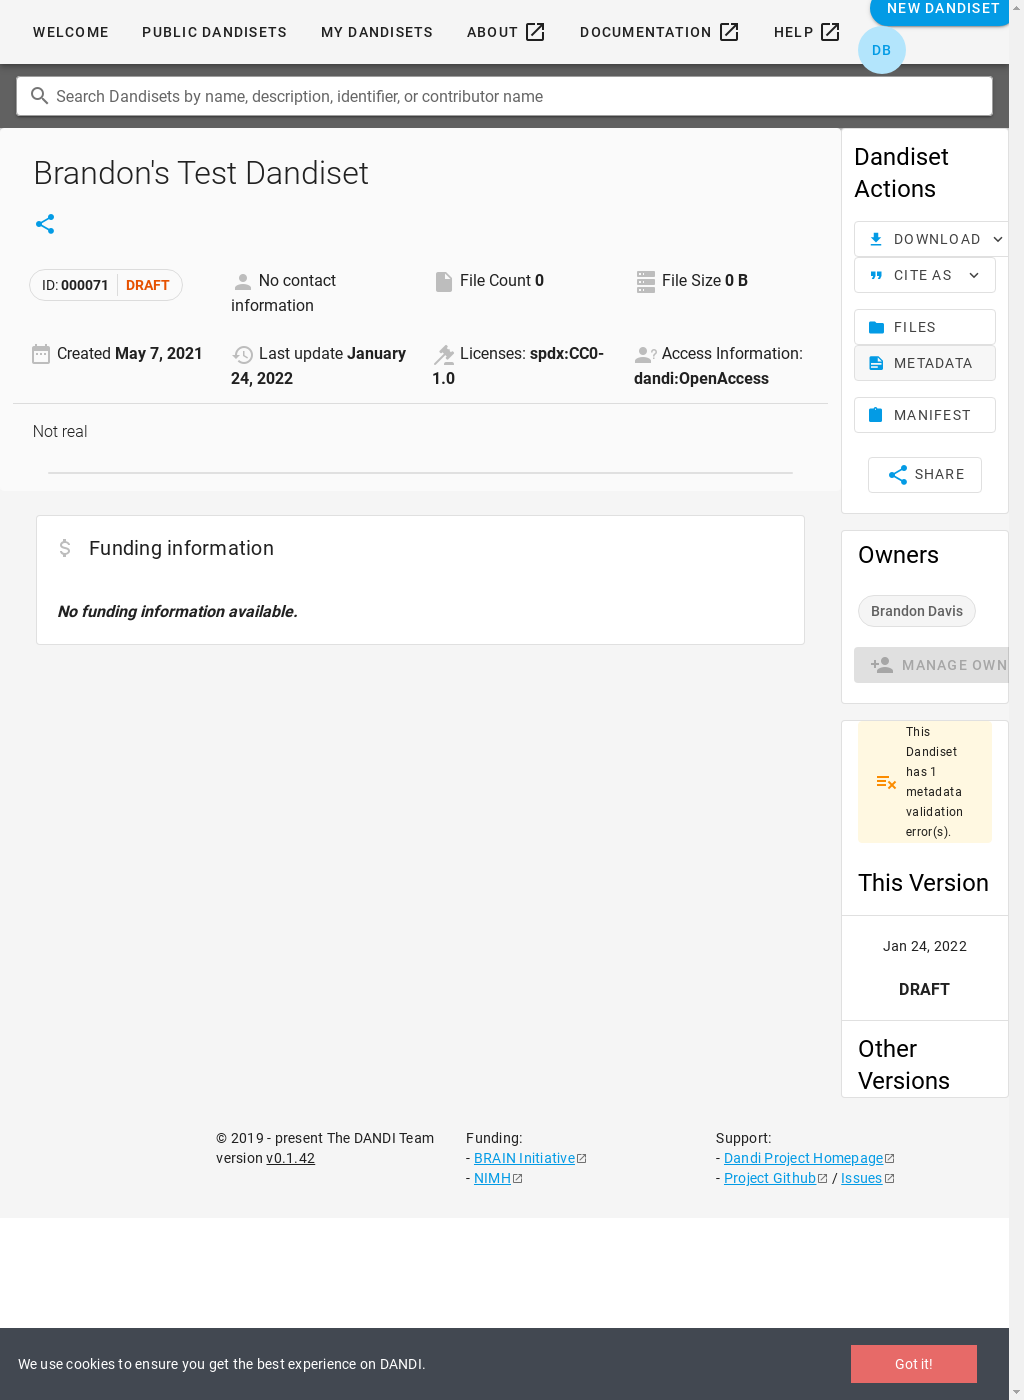 WELCOME PUBLIC DANDISETS MY DANDISETS ABOUT DOCUMENTATION HELP NEW DANDISET
DB
Search Dandisets by name, description, identifier, or contributor name
Brandon's Test Dandiset
ID: 000071 DRAFT
No contact information
File Count 0
File Size 0 B
Created May 7, 2021
Last update January 24, 2022
Licenses: spdx:CC0-1.0
Access Information: dandi:OpenAccess
Not real
Funding information
No funding information available.
Dandiset
Actions
DOWNLOAD
CITE AS
FILES
METADATA
MANIFEST
SHARE
Owners
Brandon Davis
MANAGE OWN
This
Dandiset
has 1
metadata
validation
error(s).
This Version
Jan 24, 2022
DRAFT
Other
Versions
© 2019 - present The DANDI Team
version v0.1.42
Funding:
- BRAIN Initiative
- NIMH
Support:
- Dandi Project Homepage
- Project Github / Issues
We use cookies to ensure you get the best experience on DANDI.
Got it!